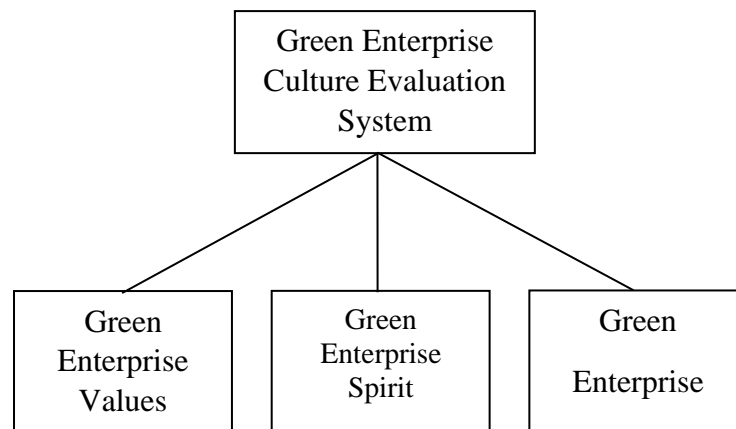 Green Enterprise
Culture Evaluation
System
Green
Enterprise
Values
Green
Enterprise
Spirit
Green
Enterprise